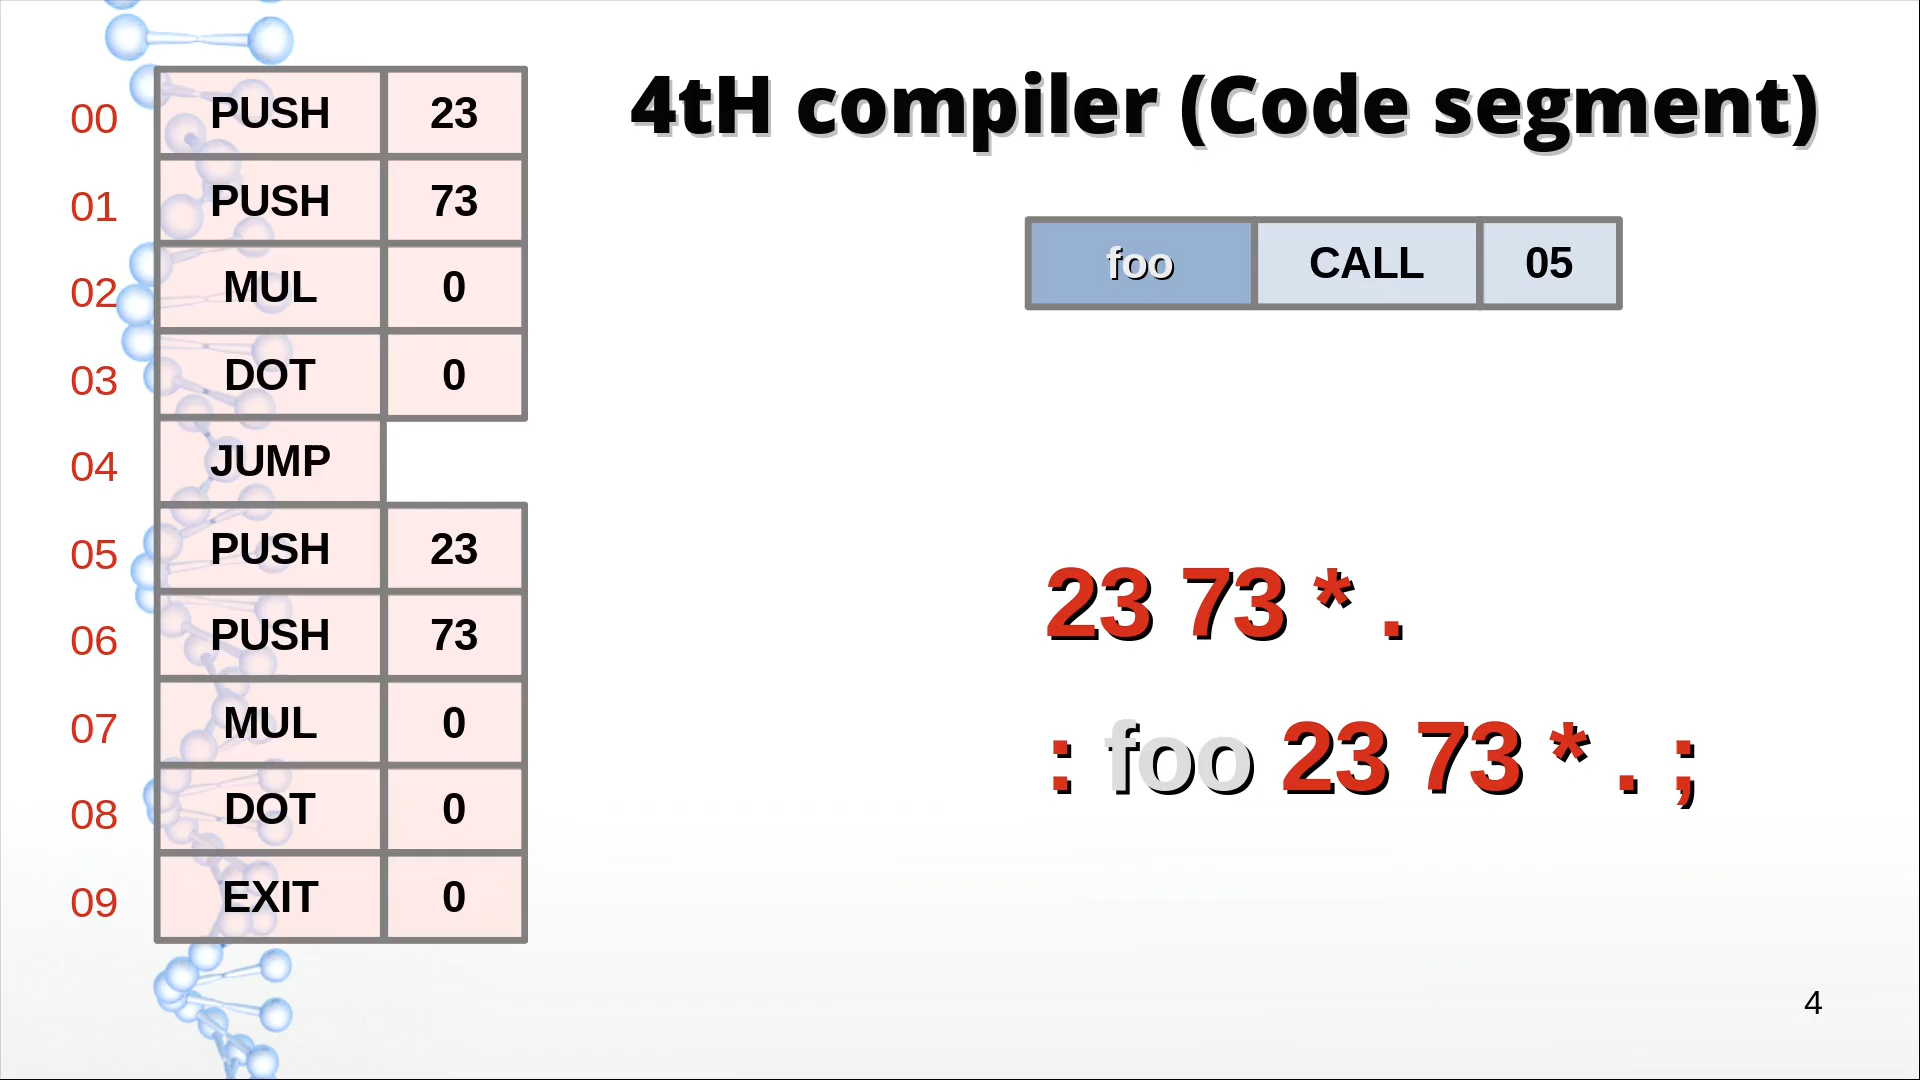 4tH compiler (Code segment)
00 PUSH 23
01 PUSH 73
02 MUL 0
03 DOT 0
04 JUMP
05 PUSH 23
06 PUSH 73
07 MUL 0
08 DOT 0
09 EXIT 0
foo CALL 05
23 73 * .
: foo 23 73 * . ;
4